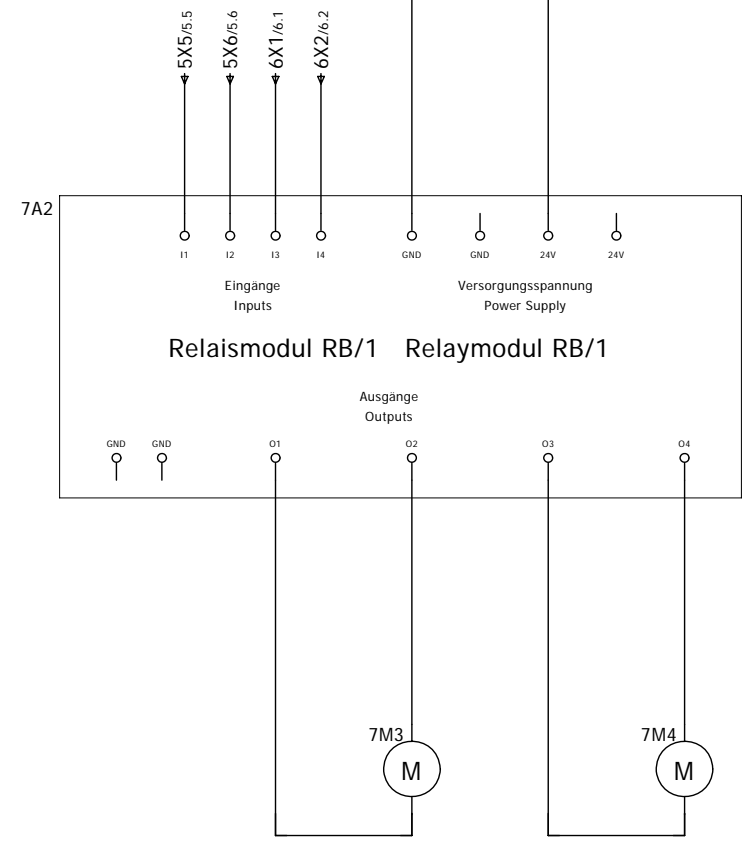 5X5/5.5
5X6/5.6
6X1/6.1
6X2/6.2
7A2
I1 I2 I3 I4 GND GND 24V 24V
Eingänge Versorgungsspannung
Inputs Power Supply
Relaismodul RB/1 Relaymodul RB/1
Ausgänge
Outputs
GND GND O1 O2 O3 O4
7M3 7M4
M M